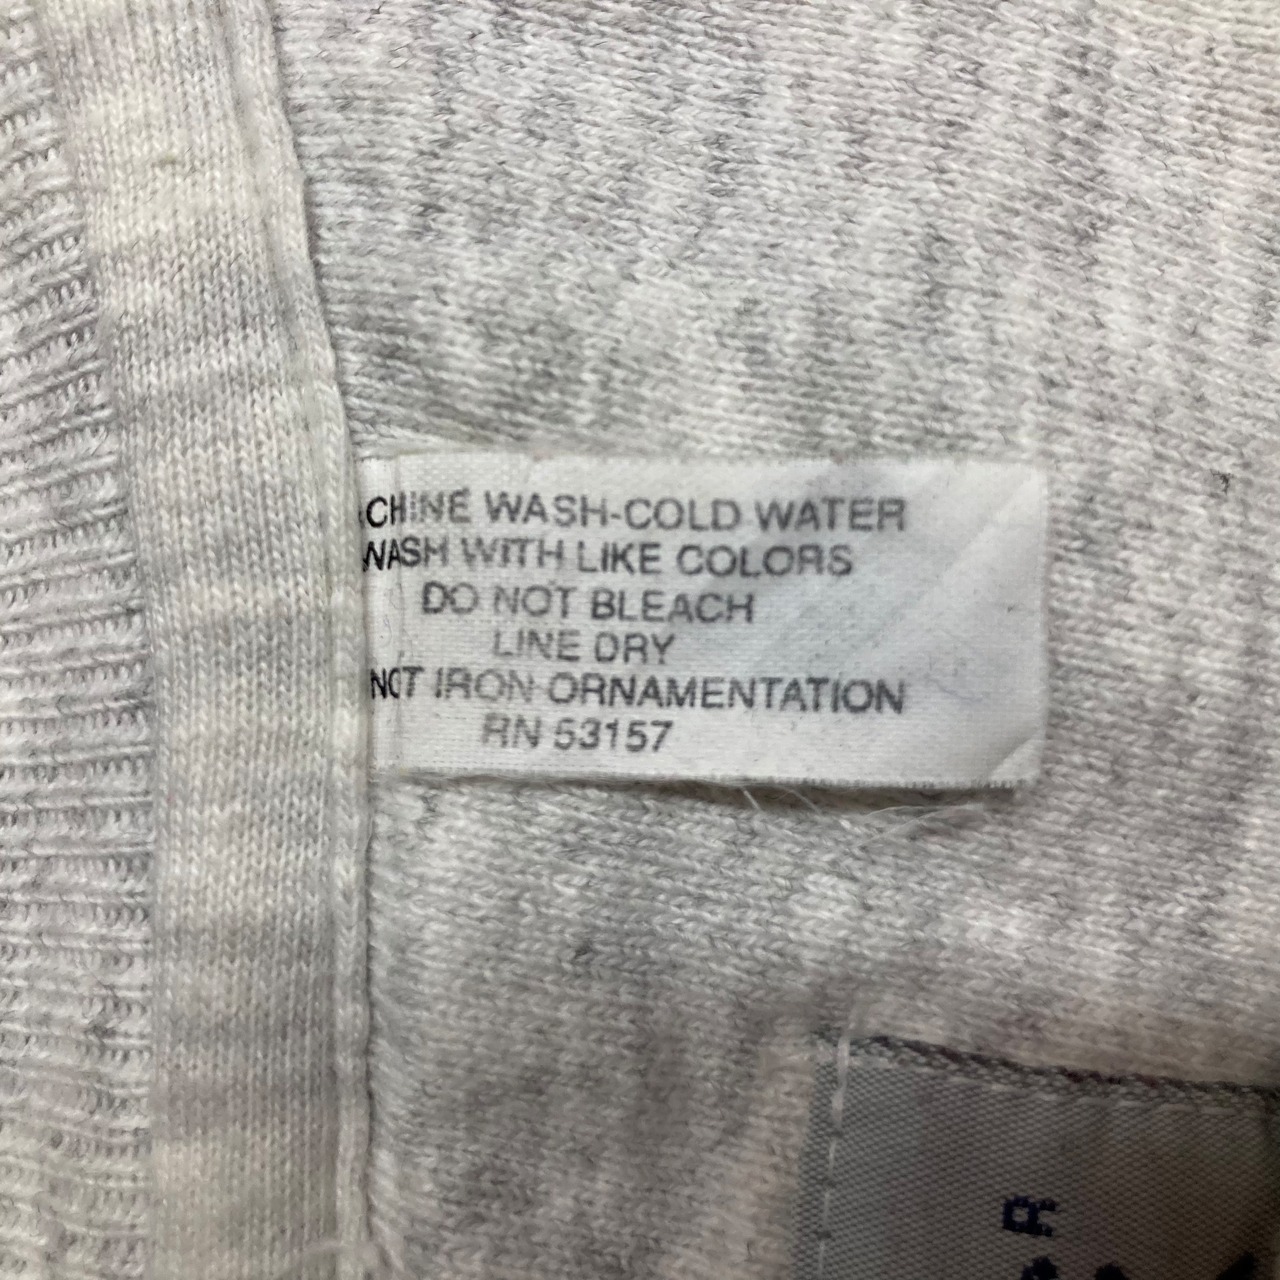 CHINE WASH-COLD WATER
WASH WITH LIKE COLORS
DO NOT BLEACH
LINE DRY
NOT IRON ORNAMENTATION
RN 53157
R